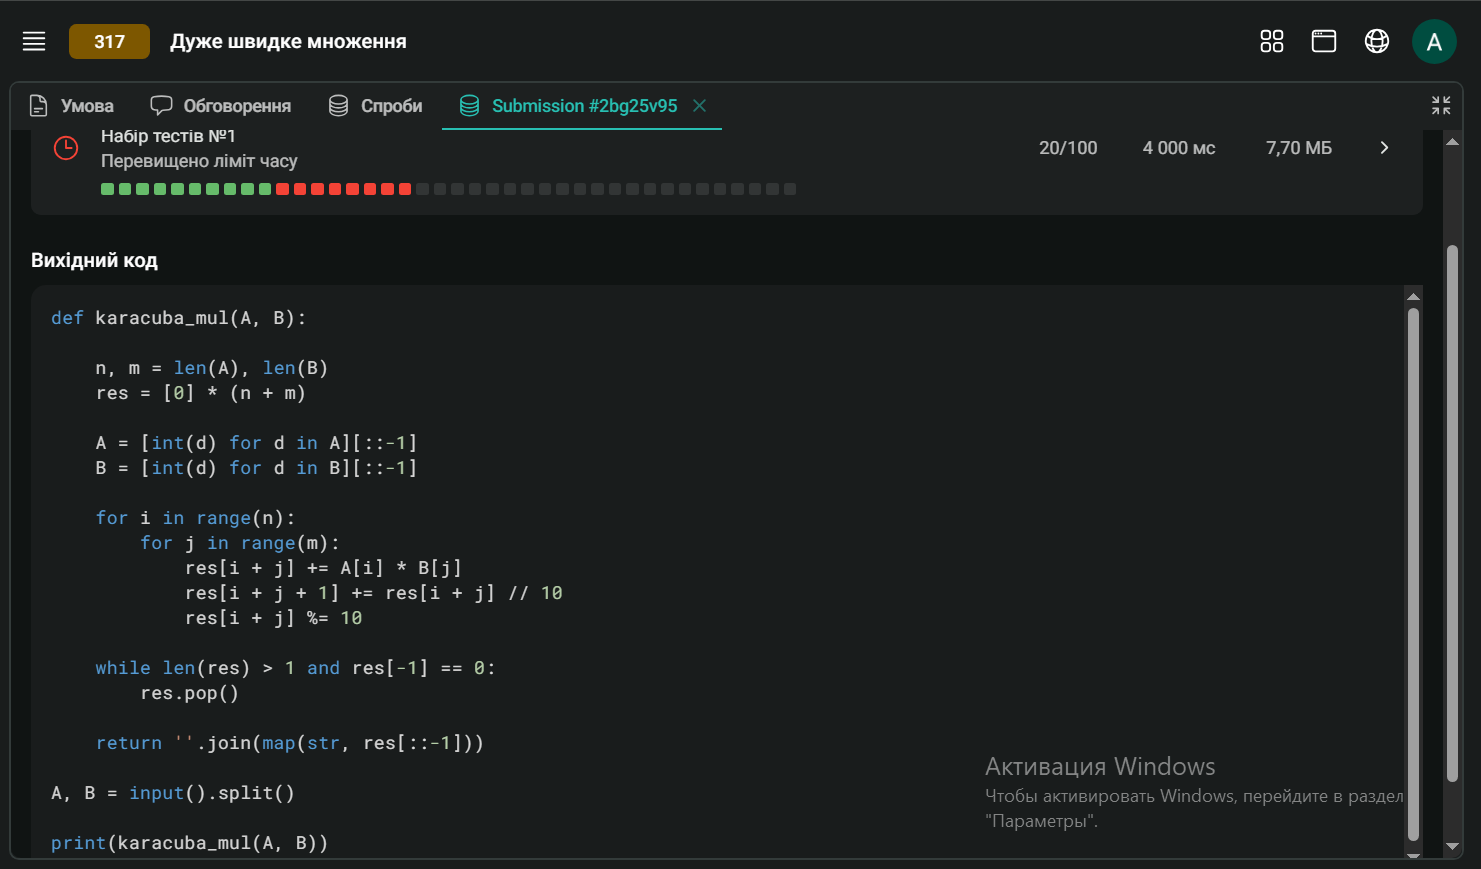 317 Дуже швидке множення A
Умова Обговорення Спроби Submission #2bg25v95
Набір тестів №1
Перевищено ліміт часу
20/100 4 000 мс 7,70 МБ
Вихідний код
def karacuba_mul(A, B):
n, m = len(A), len(B)
res = [0] * (n + m)
A = [int(d) for d in A][::-1]
B = [int(d) for d in B][::-1]
for i in range(n):
for j in range(m):
res[i + j] += A[i] * B[j]
res[i + j + 1] += res[i + j] // 10
res[i + j] %= 10
while len(res) > 1 and res[-1] == 0:
res.pop()
return ''.join(map(str, res[::-1]))
A, B = input().split()
print(karacuba_mul(A, B))
Активация Windows
Чтобы активировать Windows, перейдите в раздел
"Параметры".